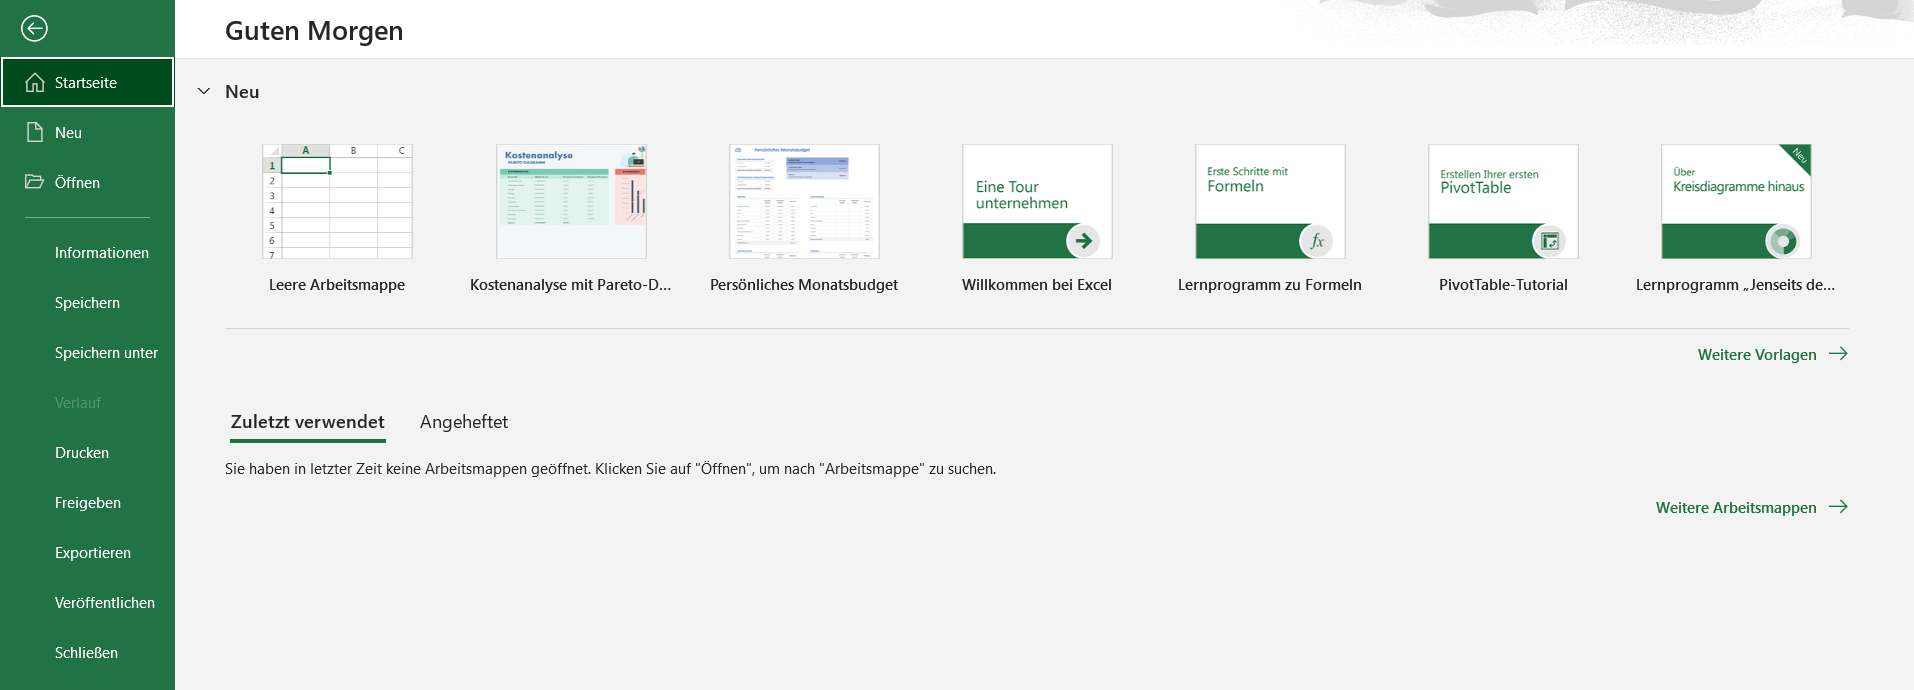 Guten Morgen
Startseite
Neu
Öffnen
Informationen
Speichern
Speichern unter
Verlauf
Drucken
Freigeben
Exportieren
Veröffentlichen
Schließen
Neu
A B C
1
2
3
4
5
6
7
Leere Arbeitsmappe
Kostenanalyse
PARETO-DIAGRAMM
Kostenanalyse mit Pareto-D...
Persönliches Monatsbudget
Persönliches Monatsbudget
Eine Tour
unternehmen
Willkommen bei Excel
Erste Schritte mit
Formeln
fx
Lernprogramm zu Formeln
Erstellen Ihrer ersten
PivotTable
PivotTable-Tutorial
Neu
Über
Kreisdiagramme hinaus
Lernprogramm „Jenseits de...
Weitere Vorlagen
Zuletzt verwendet Angeheftet
Sie haben in letzter Zeit keine Arbeitsmappen geöffnet. Klicken Sie auf "Öffnen", um nach "Arbeitsmappe" zu suchen.
Weitere Arbeitsmappen